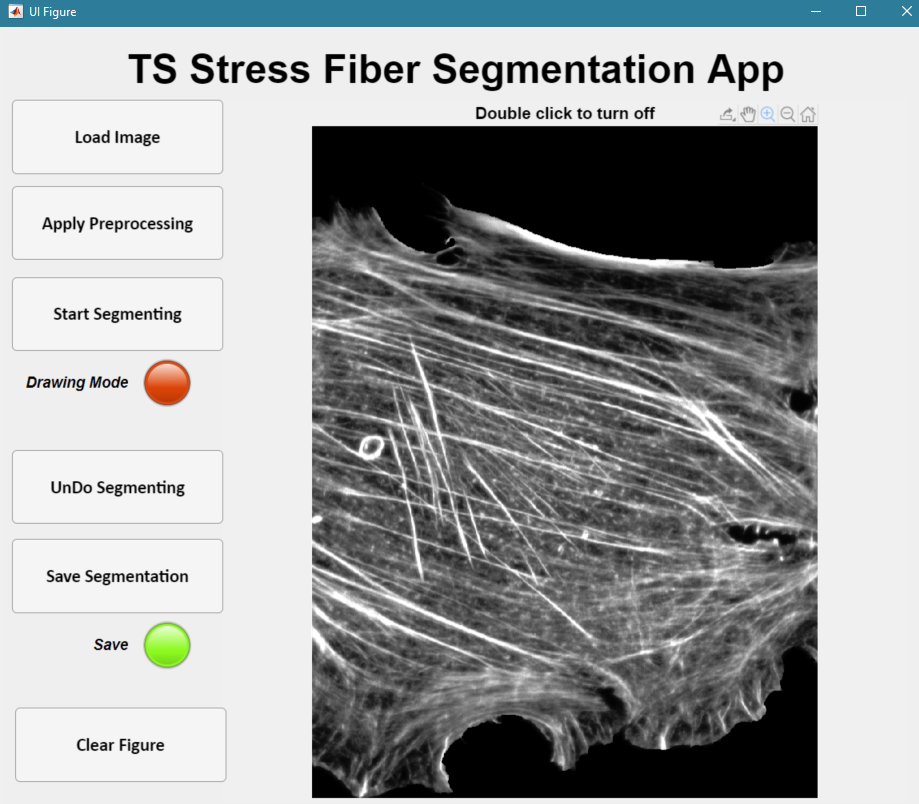 UI Figure
TS Stress Fiber Segmentation App
Load Image
Double click to turn off
Apply Preprocessing
Start Segmenting
Drawing Mode
UnDo Segmenting
Save Segmentation
Save
Clear Figure